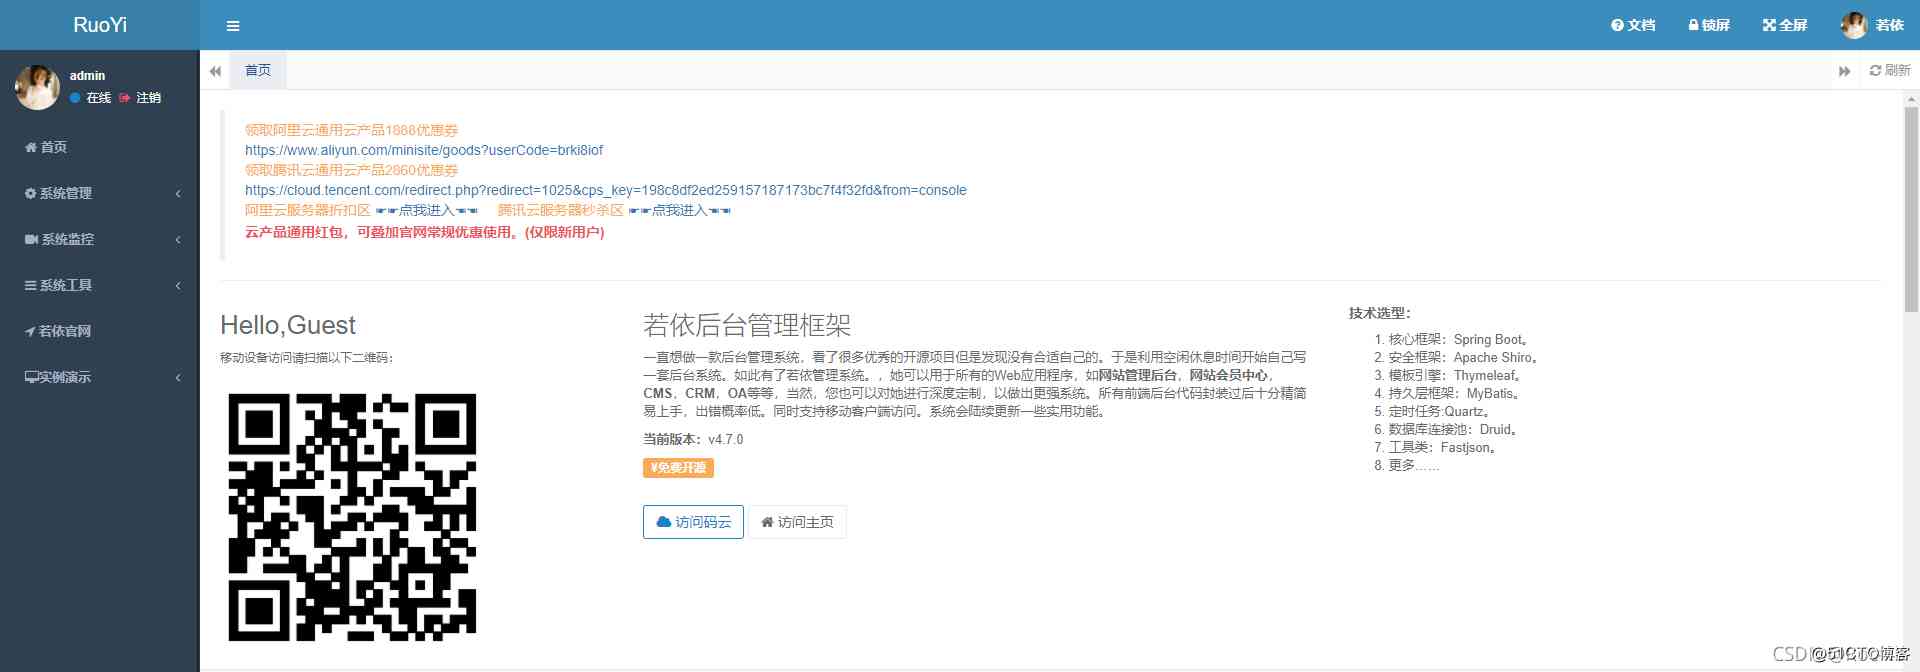 RuoYi
文档 锁屏 全屏 若依
admin
在线 注销
首页 刷新
首页
系统管理
系统监控
系统工具
若依官网
实例演示
领取阿里云通用云产品1888优惠券
https://www.aliyun.com/minisite/goods?userCode=brki8iof
领取腾讯云通用云产品2860优惠券
https://cloud.tencent.com/redirect.php?redirect=1025&cps_key=198c8df2ed259157187173bc7f4f32fd&from=console
阿里云服务器折扣区 ☛☛点我进入☚☚ 腾讯云服务器秒杀区 ☛☛点我进入☚☚
云产品通用红包，可叠加官网常规优惠使用。(仅限新用户)
Hello,Guest
移动设备访问请扫描以下二维码：
若依后台管理框架
一直想做一款后台管理系统，看了很多优秀的开源项目但是发现没有合适自己的。于是利用空闲休息时间开始自己写
一套后台系统。如此有了若依管理系统。，她可以用于所有的Web应用程序，如网站管理后台，网站会员中心，
CMS，CRM，OA等等，当然，您也可以对她进行深度定制，以做出更强系统。所有前端后台代码封装过后十分精简
易上手，出错概率低。同时支持移动客户端访问。系统会陆续更新一些实用功能。
当前版本：v4.7.0
¥免费开源
访问码云 访问主页
技术选型：
1. 核心框架：Spring Boot。
2. 安全框架：Apache Shiro。
3. 模板引擎：Thymeleaf。
4. 持久层框架：MyBatis。
5. 定时任务:Quartz。
6. 数据库连接池：Druid。
7. 工具类：Fastjson。
8. 更多……
@51CTO博客